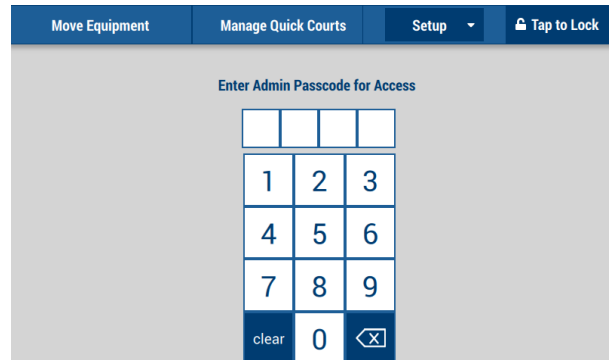 Move Equipment Manage Quick Courts Setup Tap to Lock
Enter Admin Passcode for Access
1 2 3
4 5 6
7 8 9
clear 0